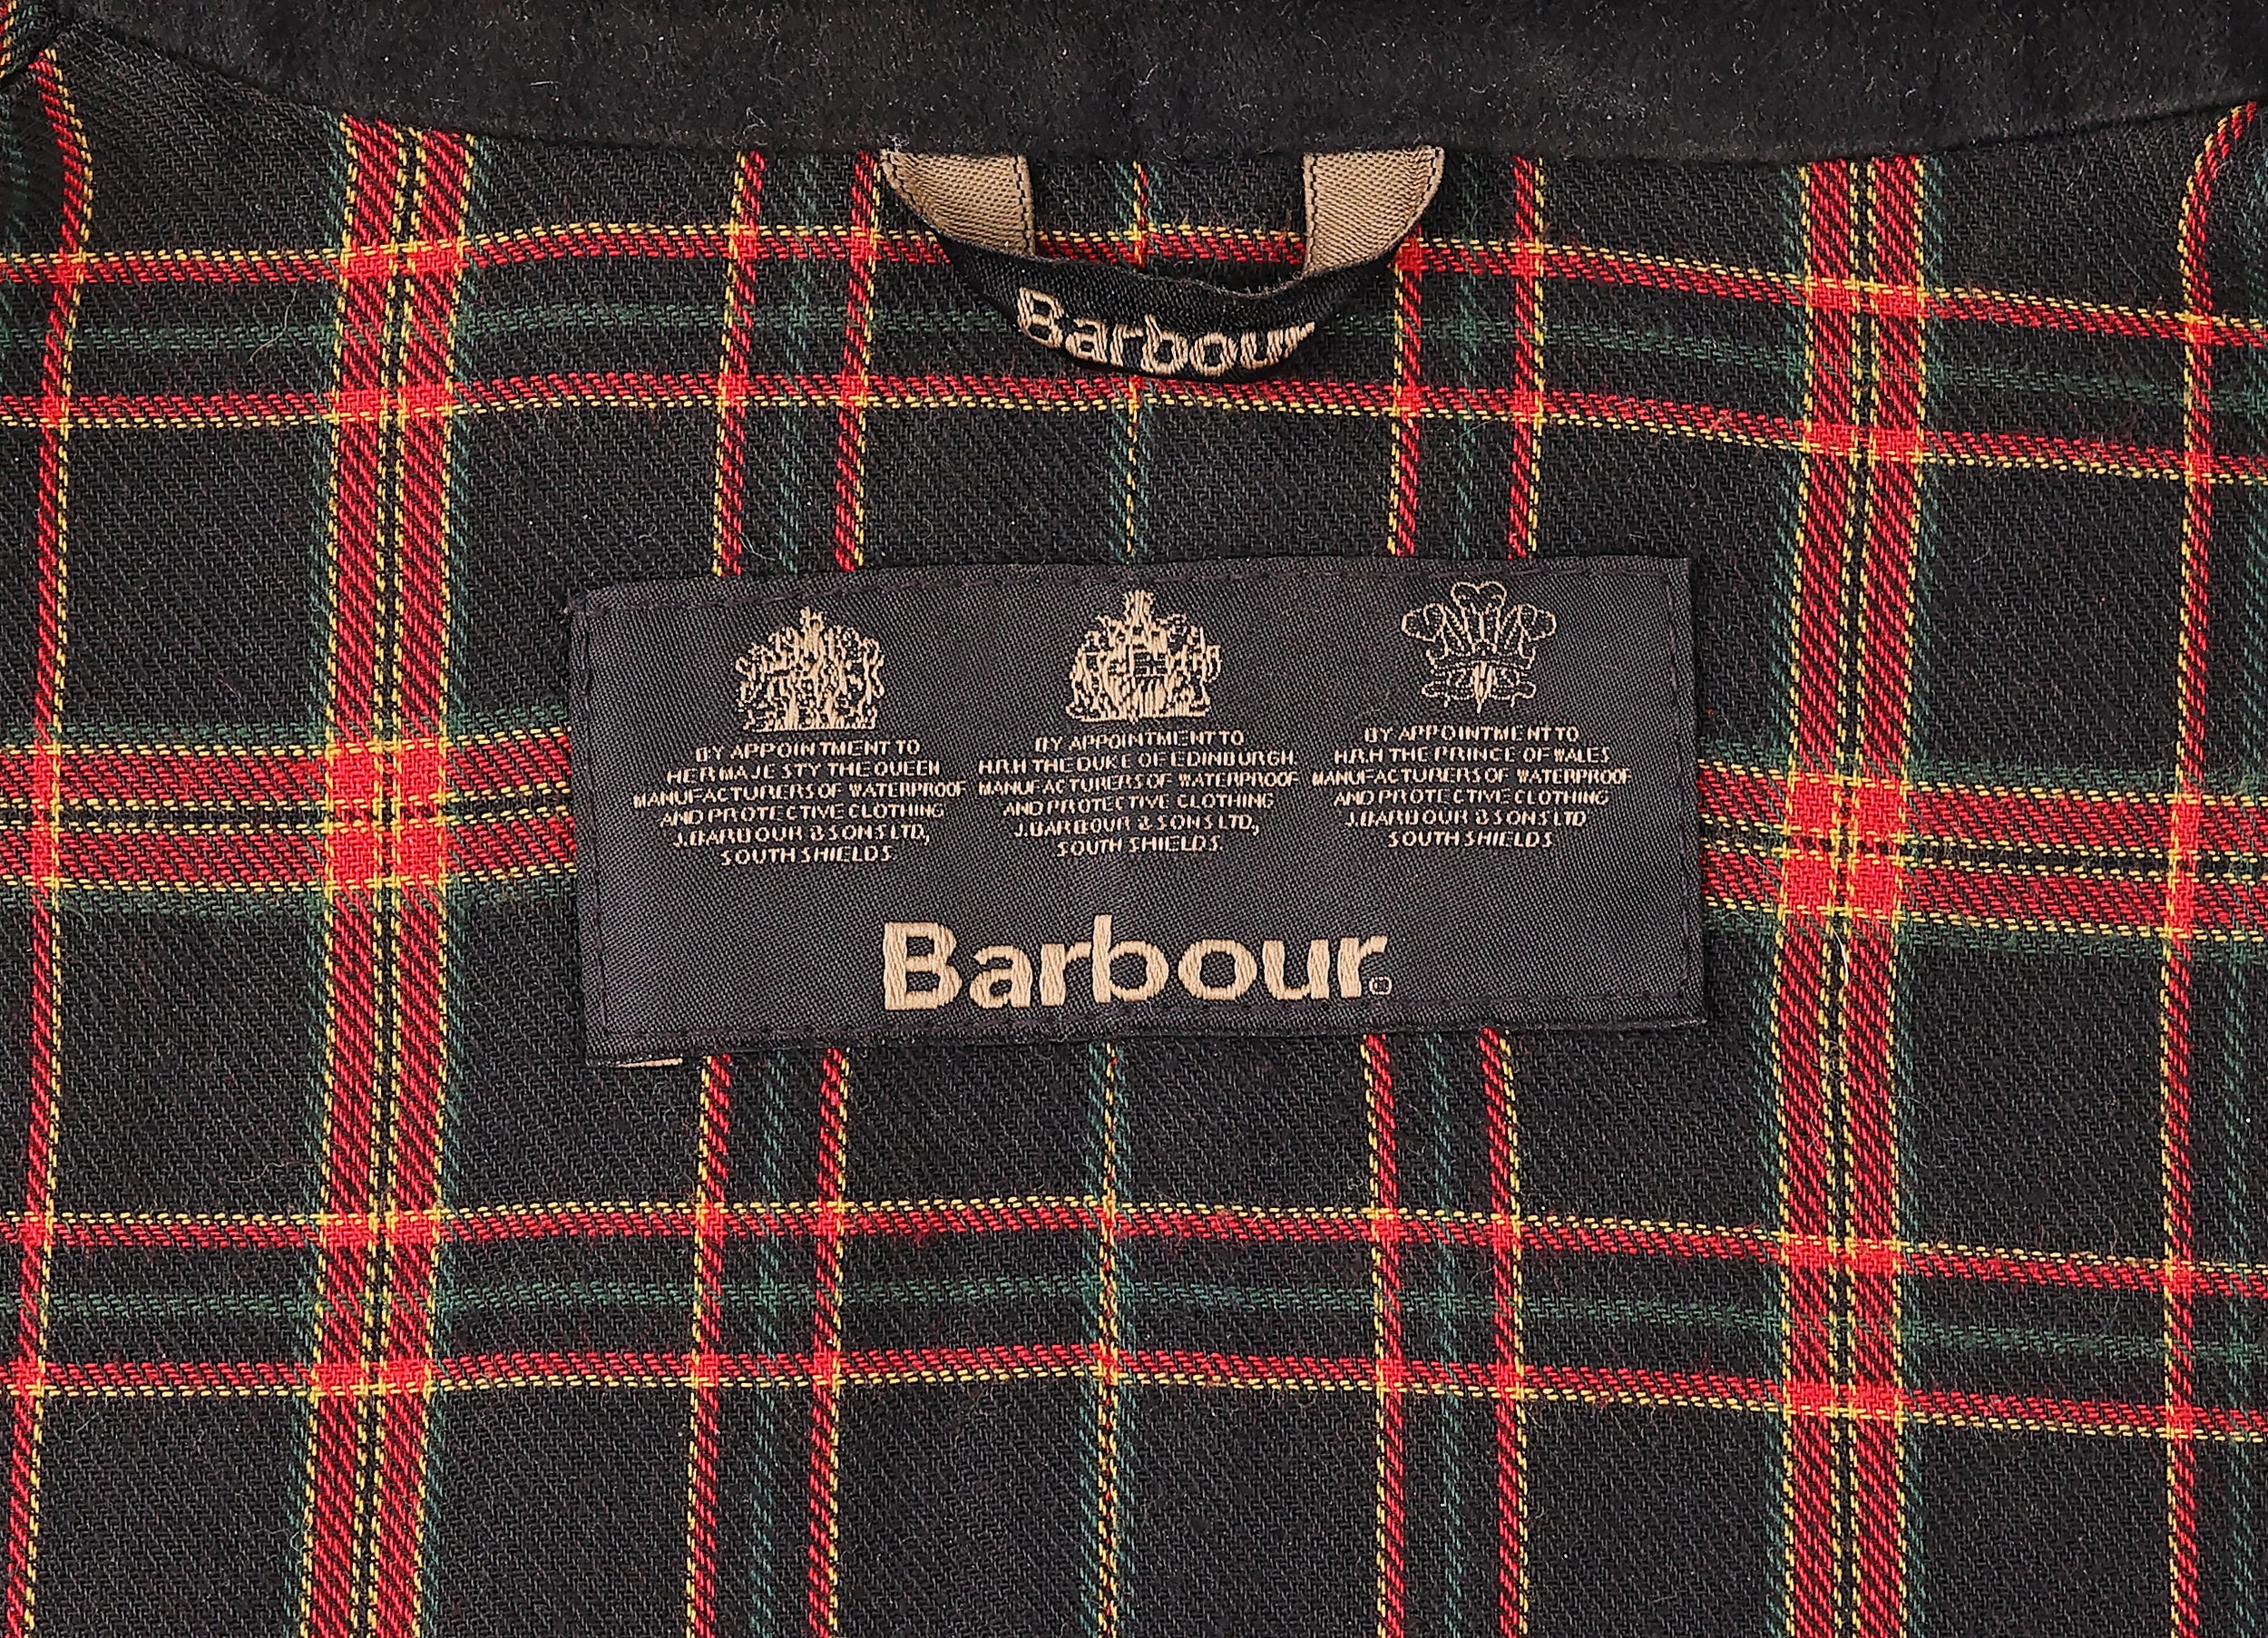 Barbour
BY APPOINTMENT TO
HER MAJESTY THE QUEEN
MANUFACTURERS OF WATERPROOF
AND PROTECTIVE CLOTHING
J.BARBOUR & SONS LTD,
SOUTH SHIELDS.
BY APPOINTMENT TO
H.R.H THE DUKE OF EDINBURGH
MANUFACTURERS OF WATERPROOF
AND PROTECTIVE CLOTHING
J.BARBOUR & SONS LTD,
SOUTH SHIELDS.
BY APPOINTMENT TO
H.R.H THE PRINCE OF WALES
MANUFACTURERS OF WATERPROOF
AND PROTECTIVE CLOTHING
J.BARBOUR & SONS LTD
SOUTH SHIELDS
Barbour